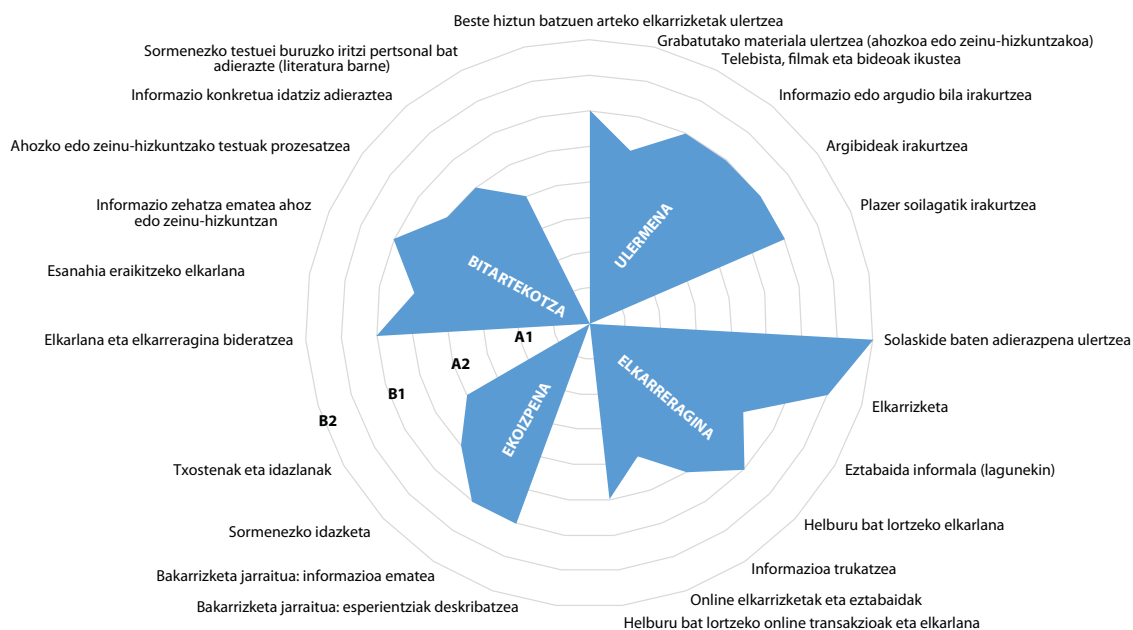 Beste hiztun batzuen arteko elkarrizketak ulertzea
Grabatutako materiala ulertzea (ahozkoa edo zeinu-hizkuntzakoa)
Telebista, filmak eta bideoak ikustea
Informazio edo argudio bila irakurtzea
Argibideak irakurtzea
Plazer soilagatik irakurtzea
Solaskide baten adierazpena ulertzea
Elkarrizketa
Eztabaida informala (lagunekin)
Helburu bat lortzeko elkarlana
Informazioa trukatzea
Online elkarrizketak eta eztabaidak
Helburu bat lortzeko online transakzioak eta elkarlana
Bakarrizketa jarraitua: esperientziak deskribatzea
Bakarrizketa jarraitua: informazioa ematea
Sormenezko idazketa
Txostenak eta idazlanak
Elkarlana eta elkarreragina bideratzea
Esanahia eraikitzeko elkarlana
Informazio zehatza ematea ahoz
edo zeinu-hizkuntzan
Ahozko edo zeinu-hizkuntzako testuak prozesatzea
Informazio konkretua idatziz adieraztea
Sormenezko testuei buruzko iritzi pertsonal bat
adierazte (literatura barne)
ULERMENA
ELKARRERAGINA
EKOIZPENA
BITARTEKOTZA
A1
A2
B1
B2